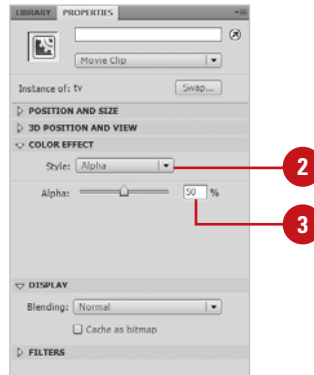 LIBRARY PROPERTIES
Movie Clip
Instance of: tv Swap...
POSITION AND SIZE
3D POSITION AND VIEW
COLOR EFFECT
Style: Alpha
2
Alpha: 50 %
3
DISPLAY
Blending: Normal
Cache as bitmap
FILTERS